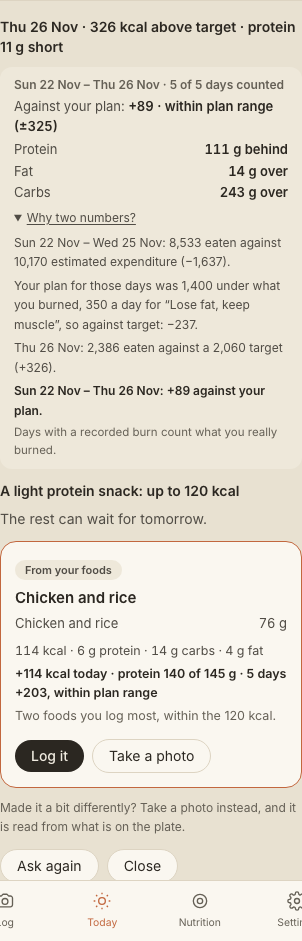 Thu 26 Nov · 326 kcal above target · protein
11 g short
Sun 22 Nov – Thu 26 Nov · 5 of 5 days counted
Against your plan: +89 · within plan range
(±325)
Protein 111 g behind
Fat 14 g over
Carbs 243 g over
▼ Why two numbers?
Sun 22 Nov – Wed 25 Nov: 8,533 eaten against
10,170 estimated expenditure (−1,637).
Your plan for those days was 1,400 under what
you burned, 350 a day for “Lose fat, keep
muscle”, so against target: −237.
Thu 26 Nov: 2,386 eaten against a 2,060 target
(+326).
Sun 22 Nov – Thu 26 Nov: +89 against your
plan.
Days with a recorded burn count what you really
burned.
A light protein snack: up to 120 kcal
The rest can wait for tomorrow.
From your foods
Chicken and rice
Chicken and rice 76 g
114 kcal · 6 g protein · 14 g carbs · 4 g fat
+114 kcal today · protein 140 of 145 g · 5 days
+203, within plan range
Two foods you log most, within the 120 kcal.
Log it Take a photo
Made it a bit differently? Take a photo instead, and it
is read from what is on the plate.
Ask again Close
Log Today Nutrition Settin